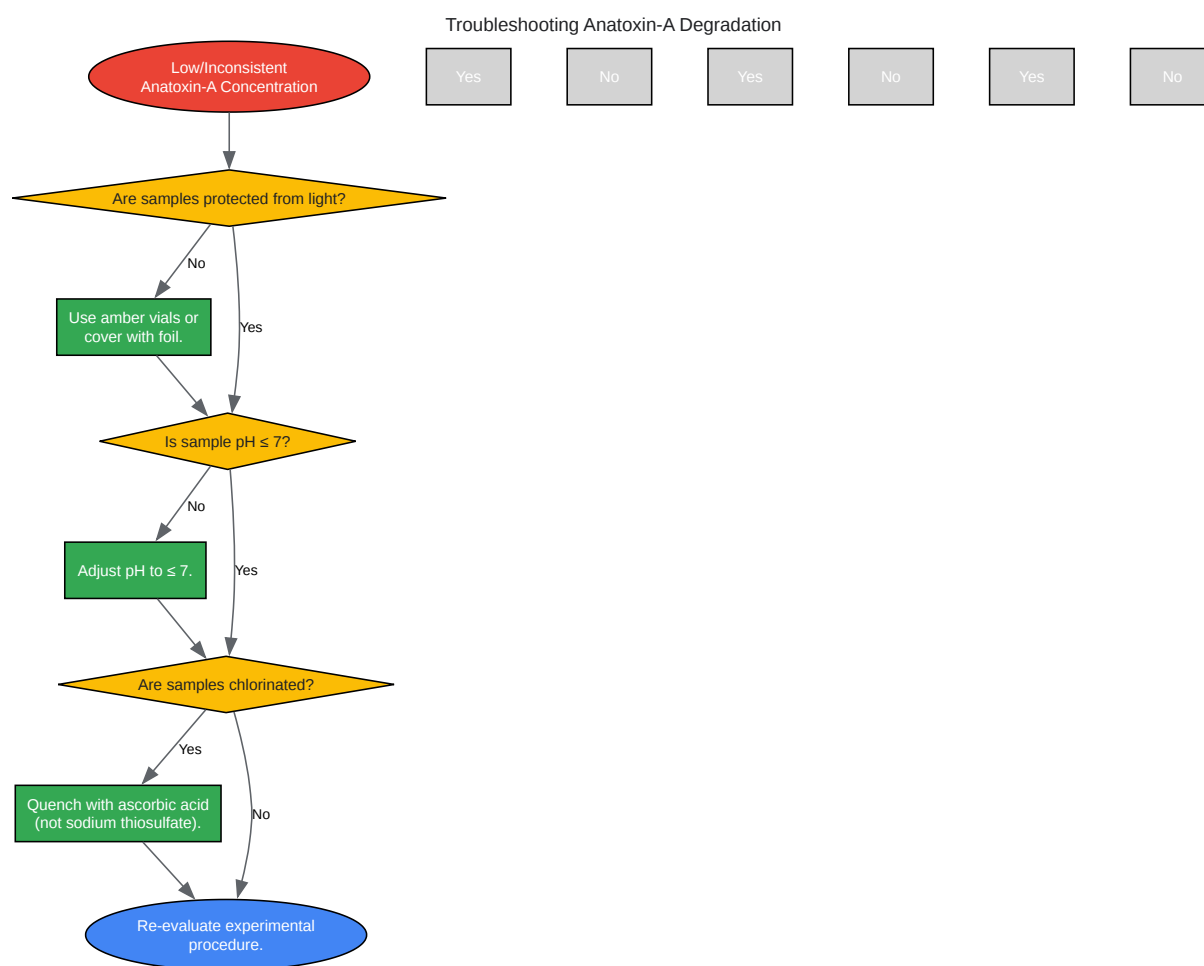 Troubleshooting Anatoxin-A Degradation
Low/Inconsistent
Anatoxin-A Concentration
Yes
No
Yes
No
Yes
No
Are samples protected from light?
No
Use amber vials or
cover with foil.
Yes
Is sample pH ≤ 7?
No
Adjust pH to ≤ 7.
Yes
Are samples chlorinated?
Yes
Quench with ascorbic acid
(not sodium thiosulfate).
No
Re-evaluate experimental
procedure.